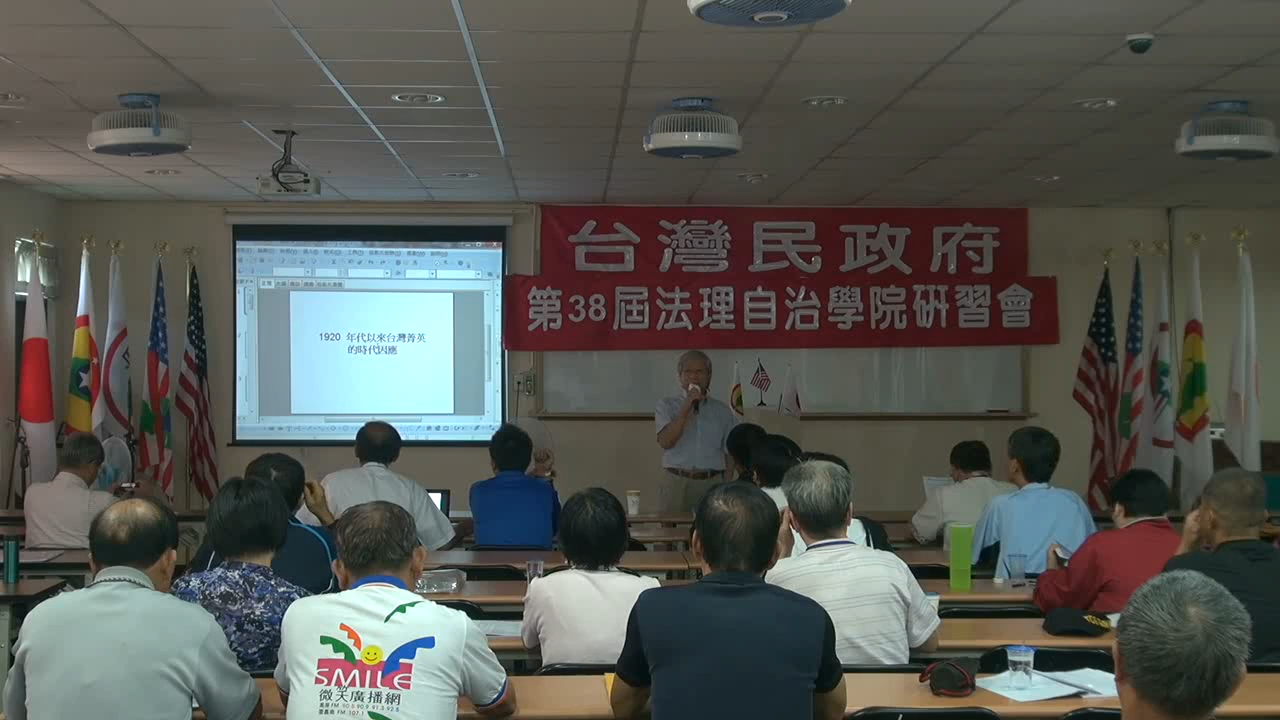 台灣民政府
第38屆法理自治學院研習會
1920 年代以來台灣菁英
的時代因應
SMILE
微笑廣播網